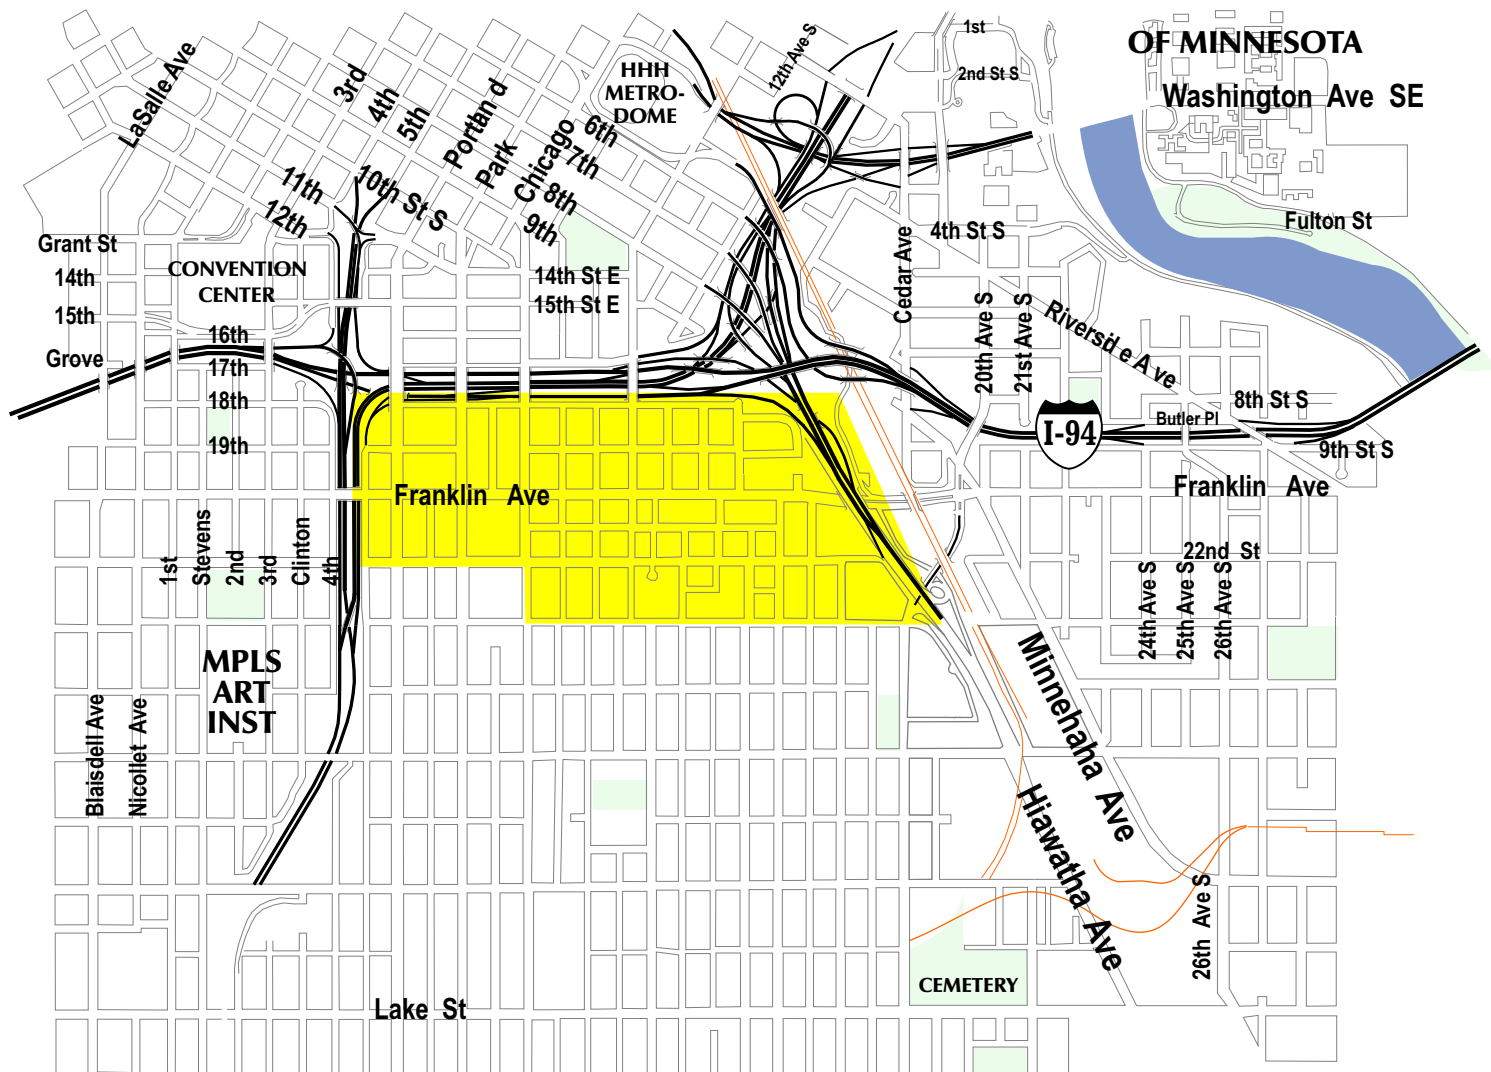 OF MINNESOTA
Washington Ave SE
1st
2nd St S
12th Ave S
HHH
METRO-
DOME
LaSalle Ave
3rd
4th
5th
Portan d
Park
Chicago
6th
7th
8th
9th
10th St S
11th
12th
Grant St
14th
15th
Grove
CONVENTION
CENTER
16th
17th
18th
19th
14th St E
15th St E
Cedar Ave
4th St S
20th Ave S
21st Ave S
Riversid e A ve
Fulton St
8th St S
Butler Pl
9th St S
I-94
Franklin Ave
Franklin Ave
1st
Stevens
2nd
3rd
Clinton
4th
22nd St
24th Ave S
25th Ave S
26th Ave S
MPLS
ART
INST
Blaisdell Ave
Nicollet Ave
Minnehaha Ave
Hiawatha Ave
26th Ave S
CEMETERY
Lake St